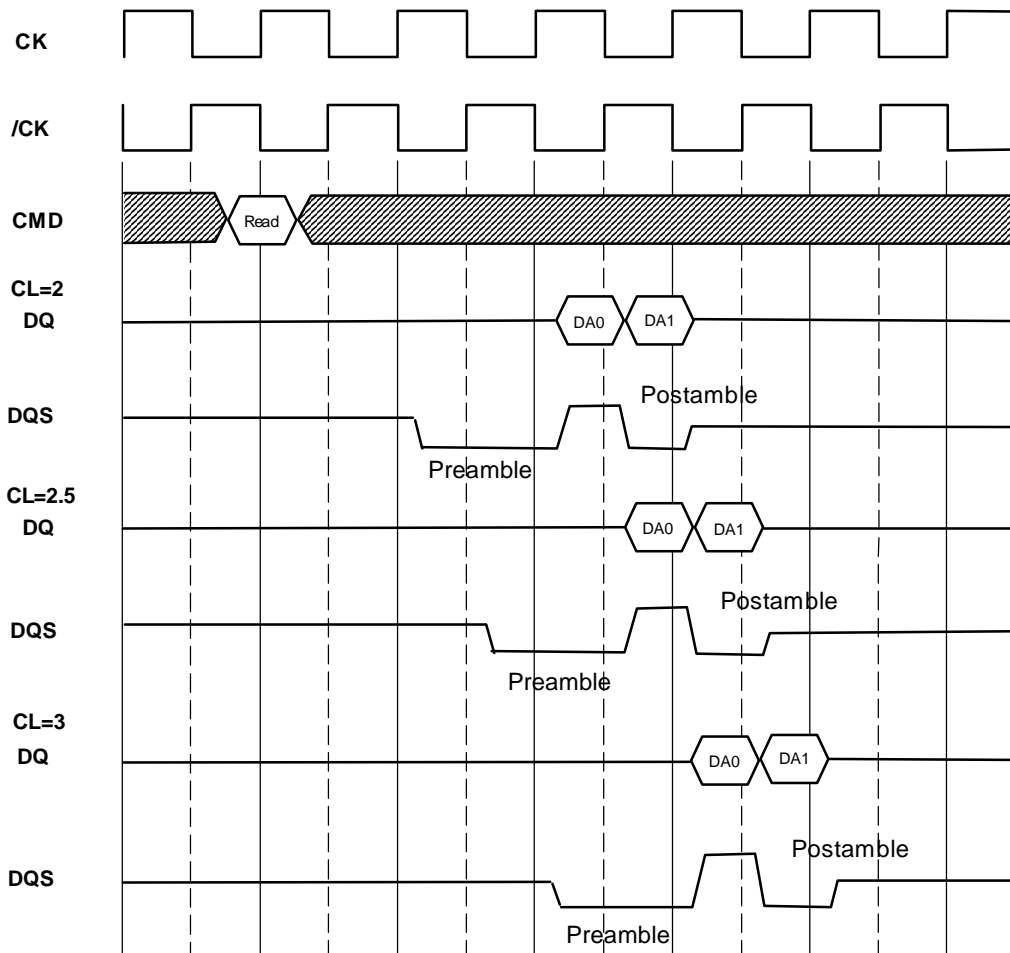 CK
/CK
CMD
Read
CL=2
DQ
DA0
DA1
DQS
Postamble
Preamble
CL=2.5
DQ
DA0
DA1
DQS
Postamble
Preamble
CL=3
DQ
DA0
DA1
DQS
Postamble
Preamble